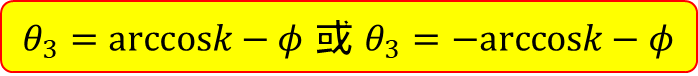 θ₃ = arccosk − ϕ 或 θ₃ = −arccosk − ϕ